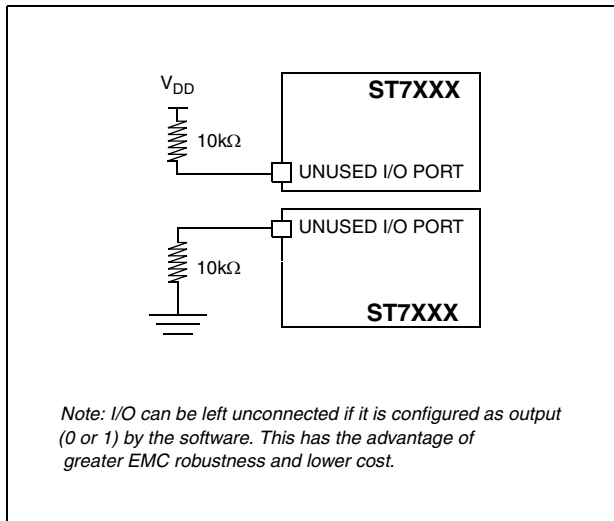 V_DD
ST7XXX
10kΩ
UNUSED I/O PORT
UNUSED I/O PORT
10kΩ
ST7XXX
Note: I/O can be left unconnected if it is configured as output
(0 or 1) by the software. This has the advantage of
greater EMC robustness and lower cost.